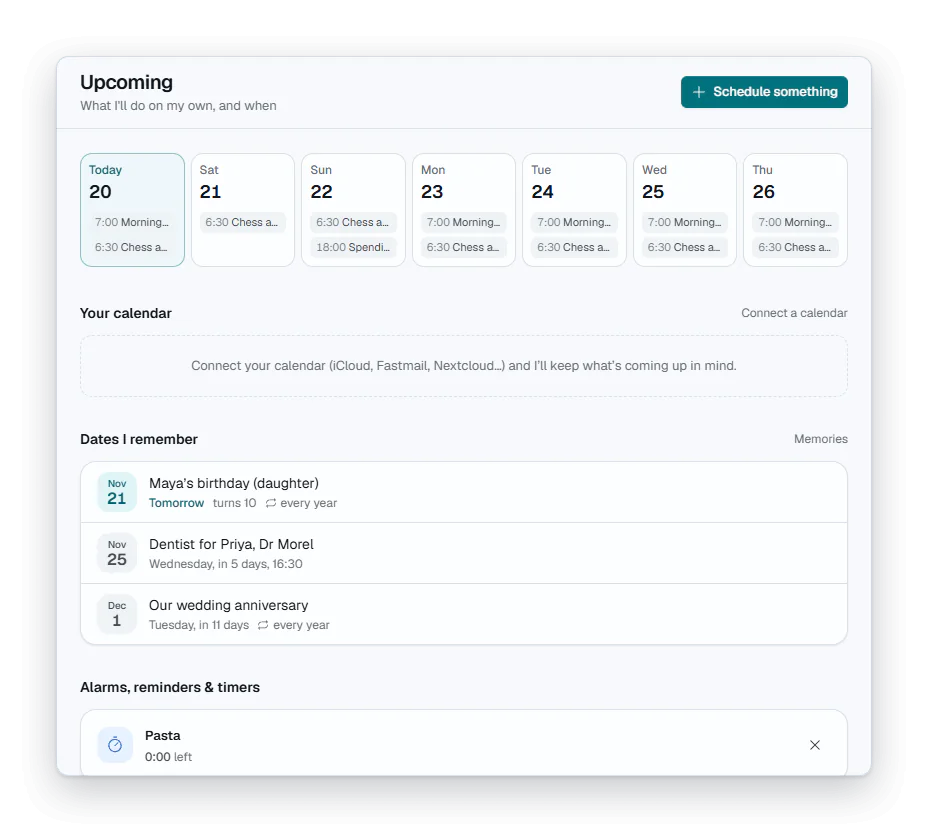 Upcoming
What I'll do on my own, and when
+ Schedule something
Today
20
7:00 Morning...
6:30 Chess a...
Sat
21
6:30 Chess a...
Sun
22
6:30 Chess a...
18:00 Spendi...
Mon
23
7:00 Morning...
6:30 Chess a...
Tue
24
7:00 Morning...
6:30 Chess a...
Wed
25
7:00 Morning...
6:30 Chess a...
Thu
26
7:00 Morning...
6:30 Chess a...
Your calendar
Connect a calendar
Connect your calendar (iCloud, Fastmail, Nextcloud...) and I'll keep what's coming up in mind.
Dates I remember
Memories
Nov
21
Maya's birthday (daughter)
Tomorrow turns 10 every year
Nov
25
Dentist for Priya, Dr Morel
Wednesday, in 5 days, 16:30
Dec
1
Our wedding anniversary
Tuesday, in 11 days every year
Alarms, reminders & timers
Pasta
0:00 left